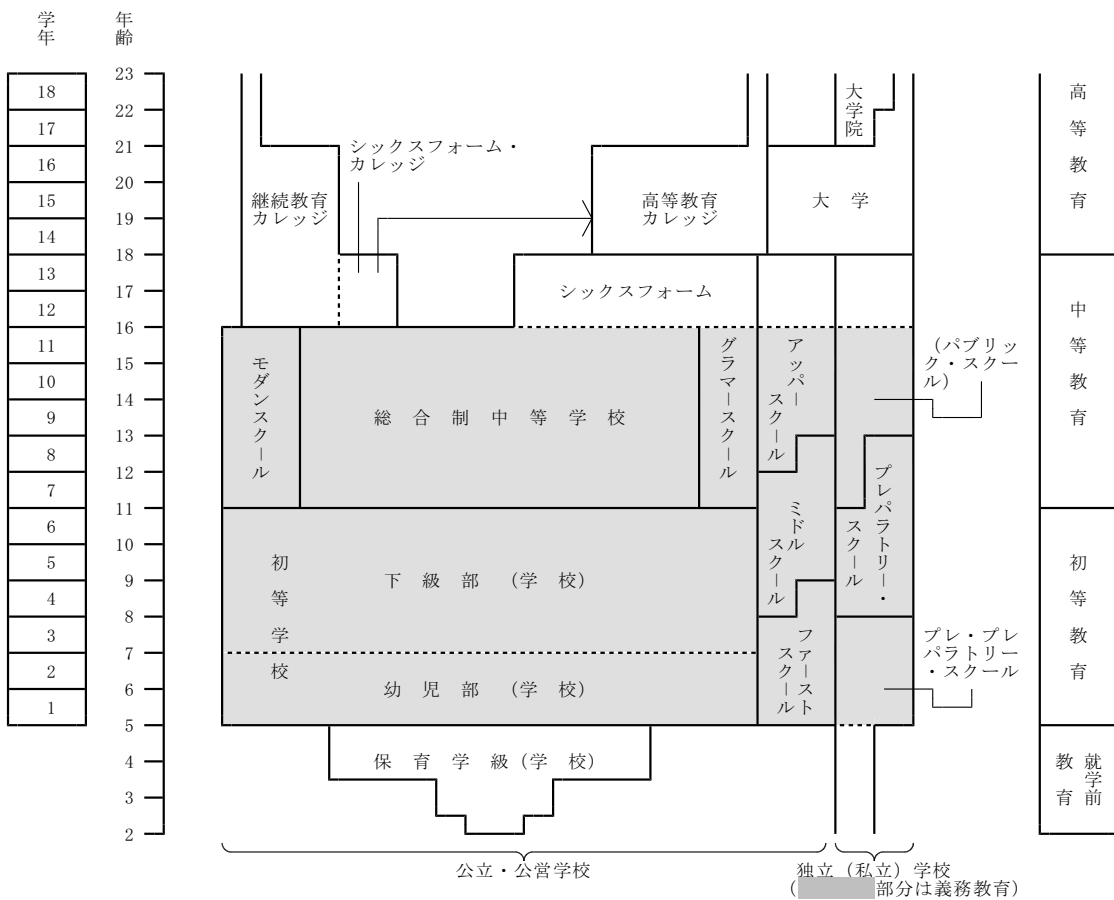 学年
年齢
23
22
21
20
19
18
17
16
15
14
13
12
11
10
9
8
7
6
5
4
3
2
18
17
16
15
14
13
12
11
10
9
8
7
6
5
4
3
2
1
大学院
シックスフォーム・
カレッジ
継続教育
カレッジ
高等教育
カレッジ
大 学
シックスフォーム
モダンスクール
総 合 制 中 等 学 校
グラマースクール
アッパー
スクール
(パブリッ
ク・スクー
ル)
ミドル
スクール
プレパラトリー・
スクール
初 等 学 校
下 級 部 (学 校)
幼 児 部 (学 校)
ファースト
スクール
プレ・プレ
パラトリー
・スクール
保 育 学 級(学 校)
高 等 教 育
中 等 教 育
初 等 教 育
就学前
教 育
公立・公営学校
独立(私立)学校
( 部分は義務教育)